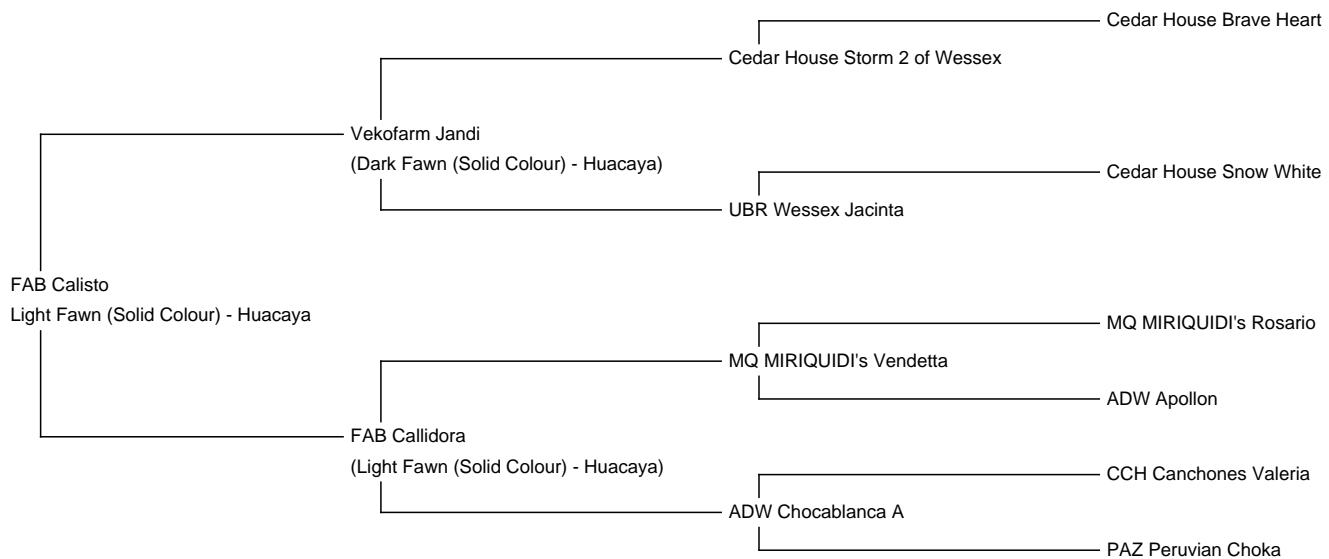 Cedar House Brave Heart
Cedar House Storm 2 of Wessex
Vekofarm Jandi
(Dark Fawn (Solid Colour) - Huacaya)
Cedar House Snow White
UBR Wessex Jacinta
FAB Calisto
Light Fawn (Solid Colour) - Huacaya
MQ MIRIQUIDI's Rosario
MQ MIRIQUIDI's Vendetta
ADW Apollon
FAB Callidora
(Light Fawn (Solid Colour) - Huacaya)
CCH Canchones Valeria
ADW Chocablanca A
PAZ Peruvian Choka